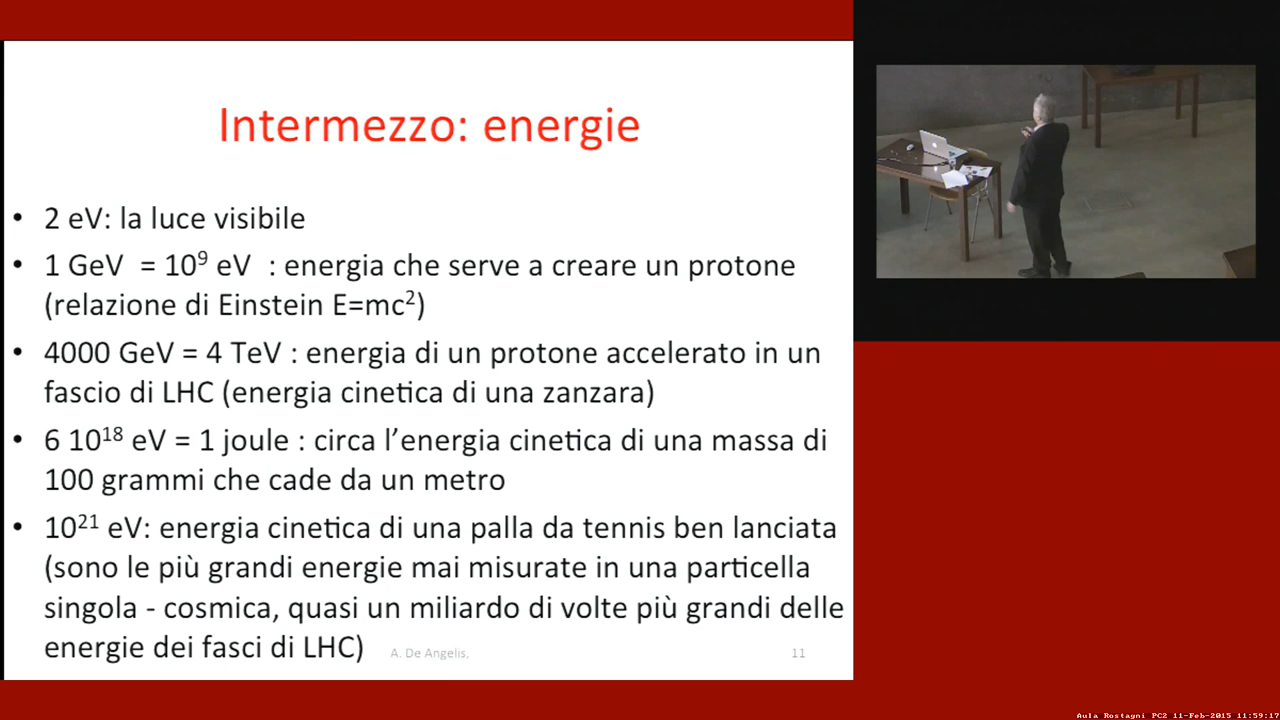 Intermezzo: energie
• 2 eV: la luce visibile
• 1 GeV = 10⁹ eV : energia che serve a creare un protone
(relazione di Einstein E=mc²)
• 4000 GeV = 4 TeV : energia di un protone accelerato in un
fascio di LHC (energia cinetica di una zanzara)
• 6 10¹⁸ eV = 1 joule : circa l’energia cinetica di una massa di
100 grammi che cade da un metro
• 10²¹ eV: energia cinetica di una palla da tennis ben lanciata
(sono le più grandi energie mai misurate in una particella
singola - cosmica, quasi un miliardo di volte più grandi delle
energie dei fasci di LHC)
A. De Angelis,
11
Aula Rostagni PC2 11-Feb-2015 11:59:17